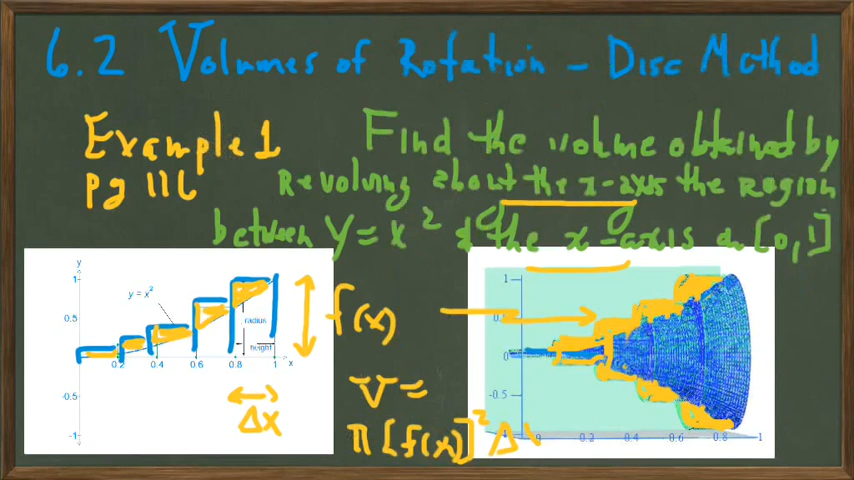 6.2 Volumes of Rotation - Disc Method
Example 1
pg 116
Find the volume obtained by
Revolving about the x-axis the region
between y = x² & the x-axis on [0,1]
y
1
y = x²
0.5
radius
height
0.2 0.4 0.6 0.8 1 x
-0.5
-1
Δx
f(x)
V =
π[f(x)]² Δx
1
0.5
0
-0.5
0 0.2 0.4 0.6 0.8 1